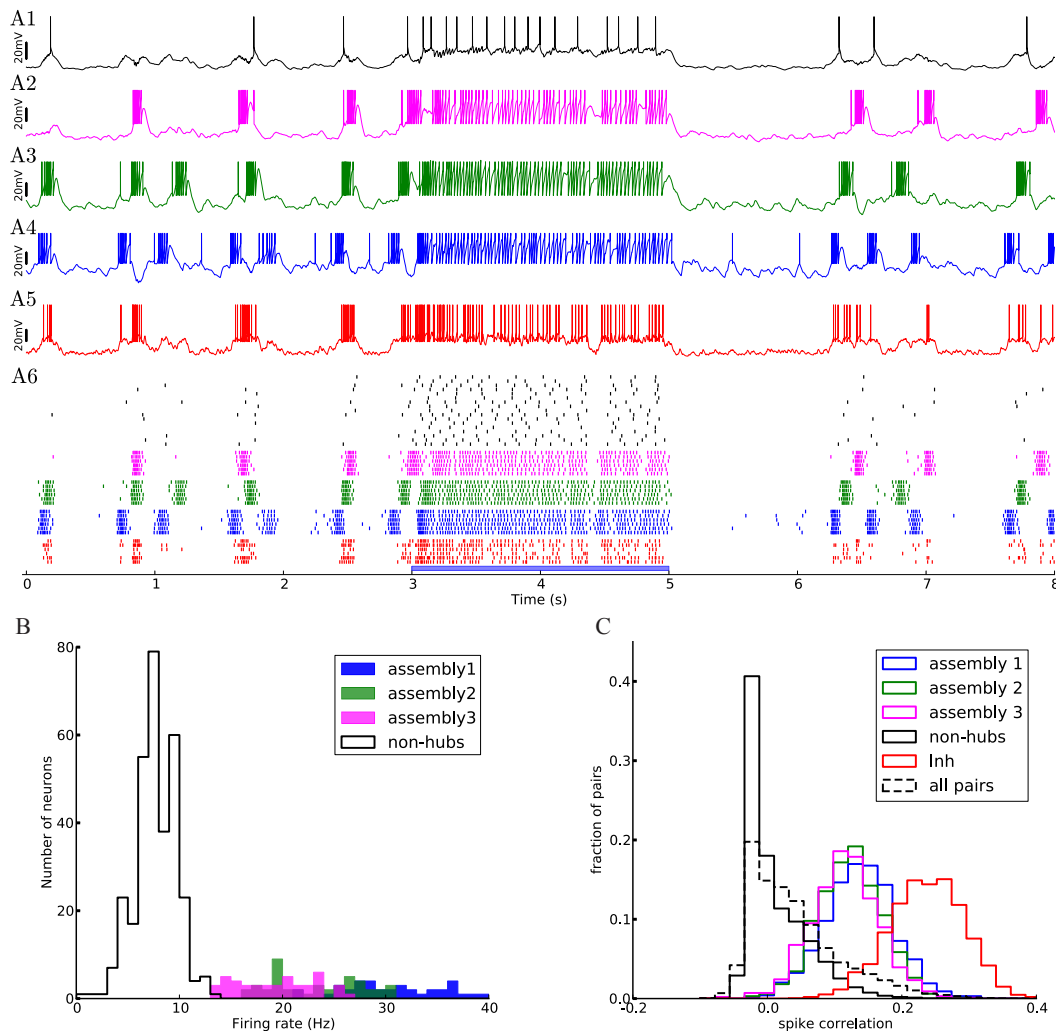 A1
20mV
A2
20mV
A3
20mV
A4
20mV
A5
20mV
A6
0 1 2 3 4 5 6 7 8
Time (s)
B
80
60
40
20
0
Number of neurons
assembly1
assembly2
assembly3
non-hubs
0 10 20 30 40
Firing rate (Hz)
C
0.4
0.3
0.2
0.1
0.0
fraction of pairs
assembly 1
assembly 2
assembly 3
non-hubs
Inh
all pairs
-0.2 0.0 0.2 0.4
spike correlation